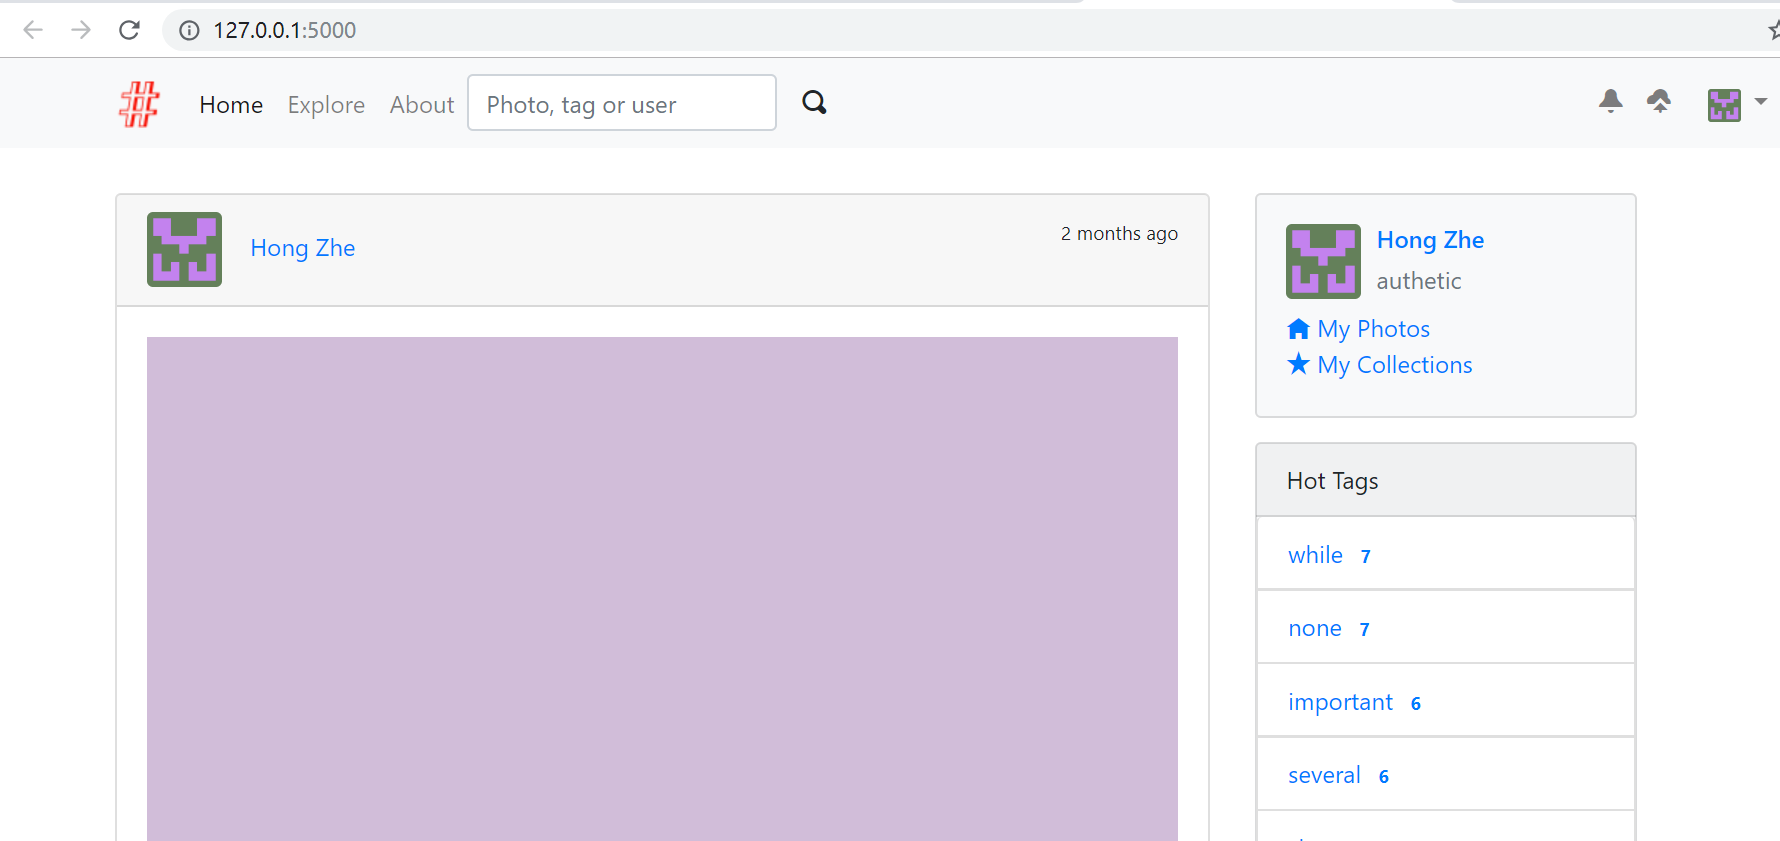 127.0.0.1:5000
Home Explore About Photo, tag or user
Hong Zhe
2 months ago
Hong Zhe
authetic
My Photos
My Collections
Hot Tags
while 7
none 7
important 6
several 6